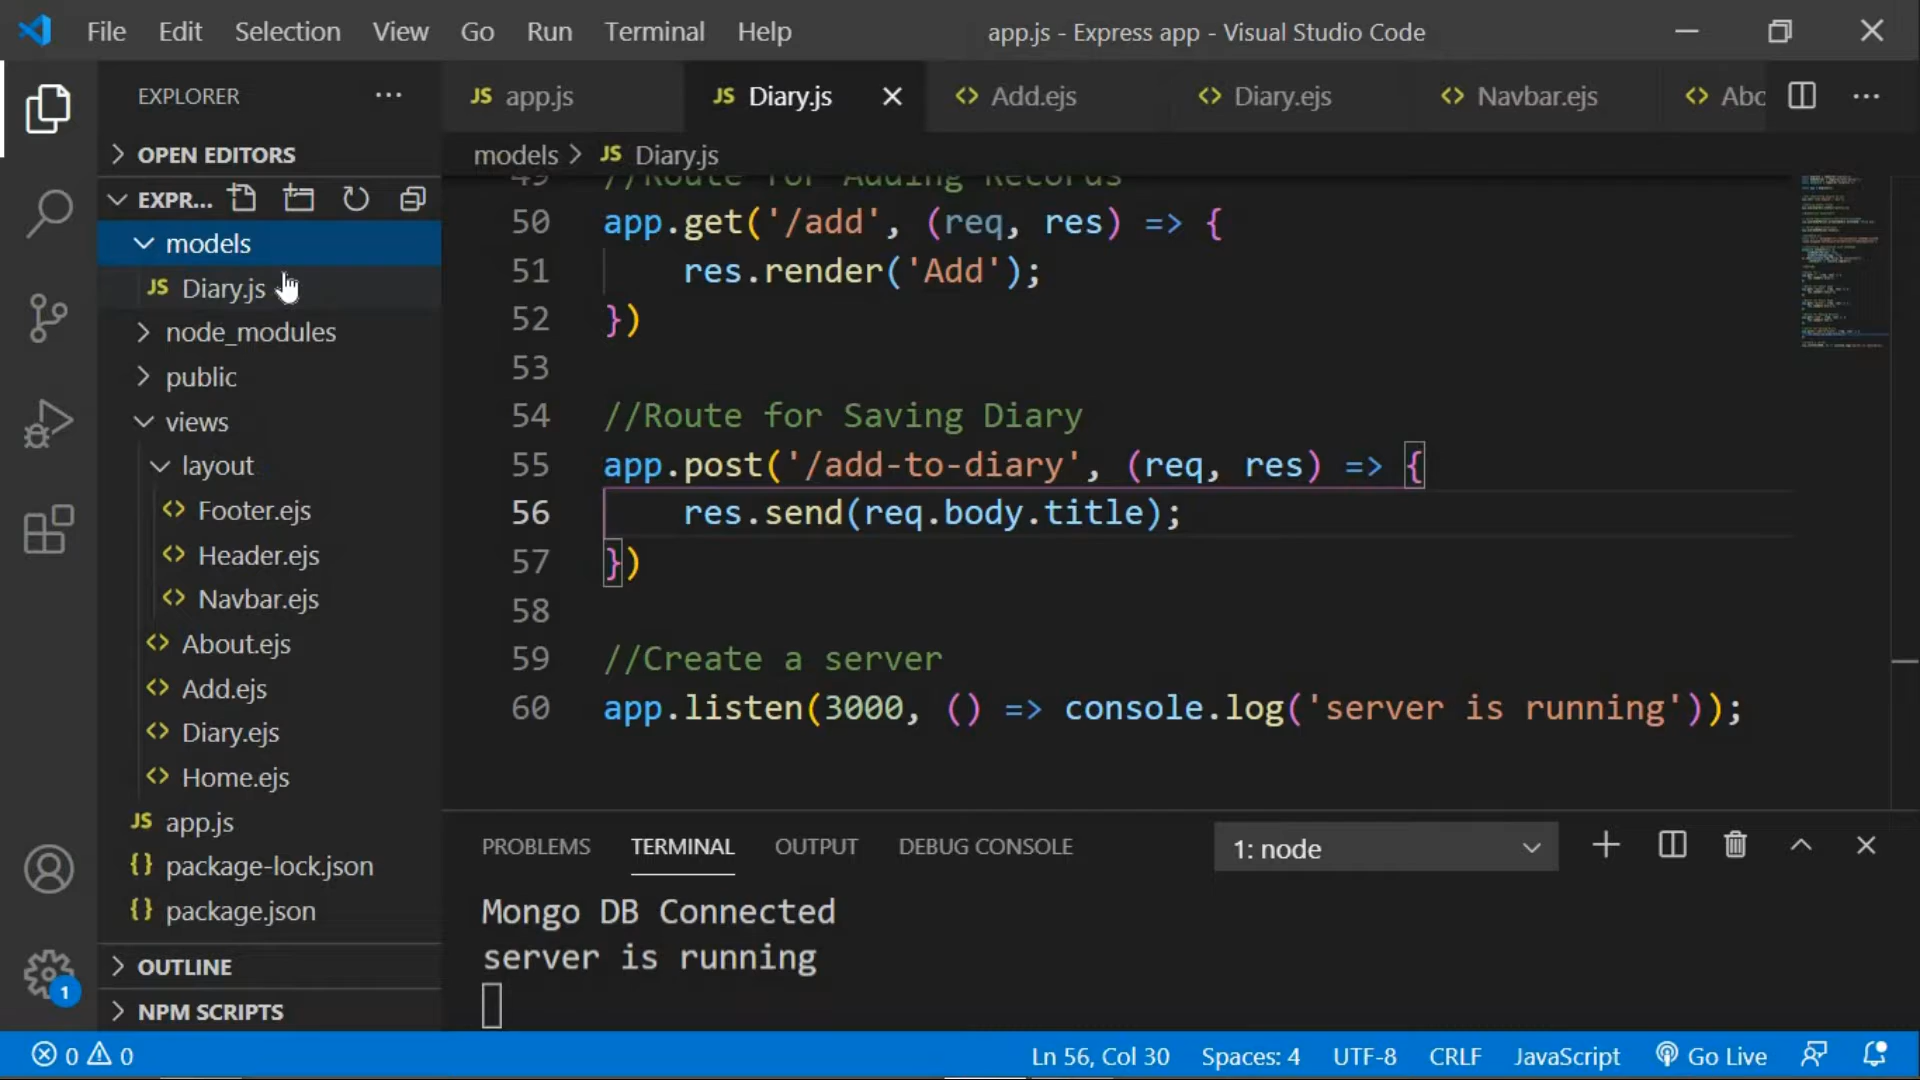 File Edit Selection View Go Run Terminal Help app.js - Express app - Visual Studio Code
EXPLORER
JS app.js JS Diary.js Add.ejs Diary.ejs Navbar.ejs Abo
OPEN EDITORS
models > JS Diary.js
EXPR...
models
JS Diary.js
node_modules
public
views
layout
Footer.ejs
Header.ejs
Navbar.ejs
About.ejs
Add.ejs
Diary.ejs
Home.ejs
JS app.js
{} package-lock.json
{} package.json
OUTLINE
NPM SCRIPTS
49 //Route for Adding Records
50 app.get('/add', (req, res) => {
51 res.render('Add');
52 })
53
54 //Route for Saving Diary
55 app.post('/add-to-diary', (req, res) => {
56 res.send(req.body.title);
57 })
58
59 //Create a server
60 app.listen(3000, () => console.log('server is running'));
PROBLEMS TERMINAL OUTPUT DEBUG CONSOLE 1: node
Mongo DB Connected
server is running
1
0 0 Ln 56, Col 30 Spaces: 4 UTF-8 CRLF JavaScript Go Live